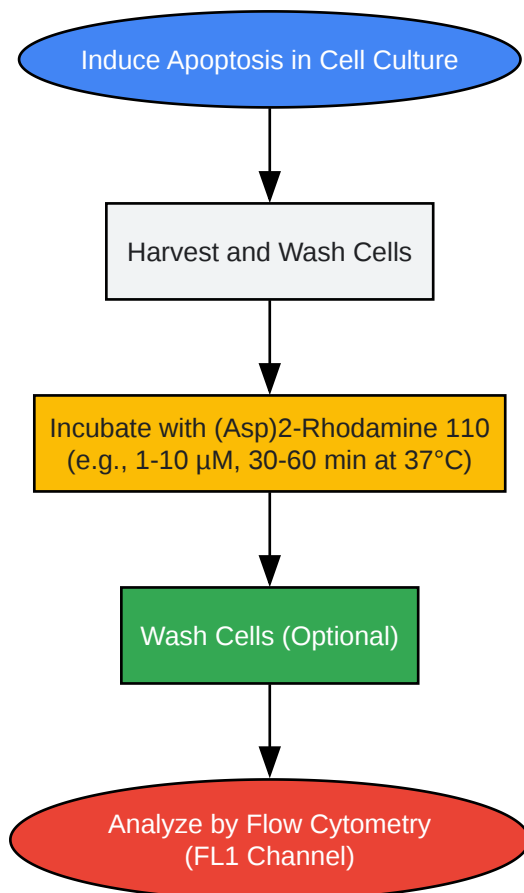 Induce Apoptosis in Cell Culture
Harvest and Wash Cells
Incubate with (Asp)2-Rhodamine 110
(e.g., 1-10 µM, 30-60 min at 37°C)
Wash Cells (Optional)
Analyze by Flow Cytometry
(FL1 Channel)